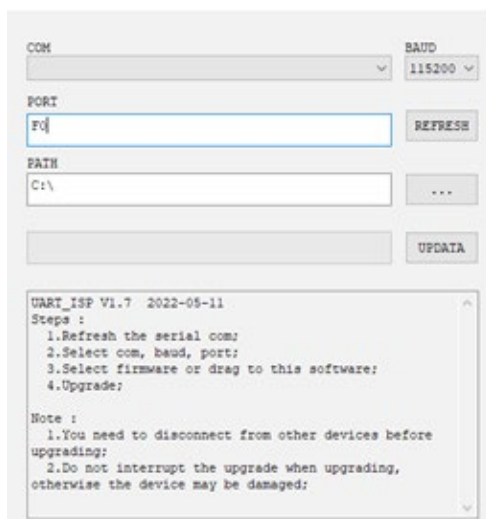 COM
BAUD
115200
PORT
F0
REFRESH
PATH
C:\
...
UPDATA
UART_ISP V1.7  2022-05-11
Steps :
1.Refresh the serial com;
2.Select com, baud, port;
3.Select firmware or drag to this software;
4.Upgrade;
Note :
1.You need to disconnect from other devices before
upgrading;
2.Do not interrupt the upgrade when upgrading,
otherwise the device may be damaged;